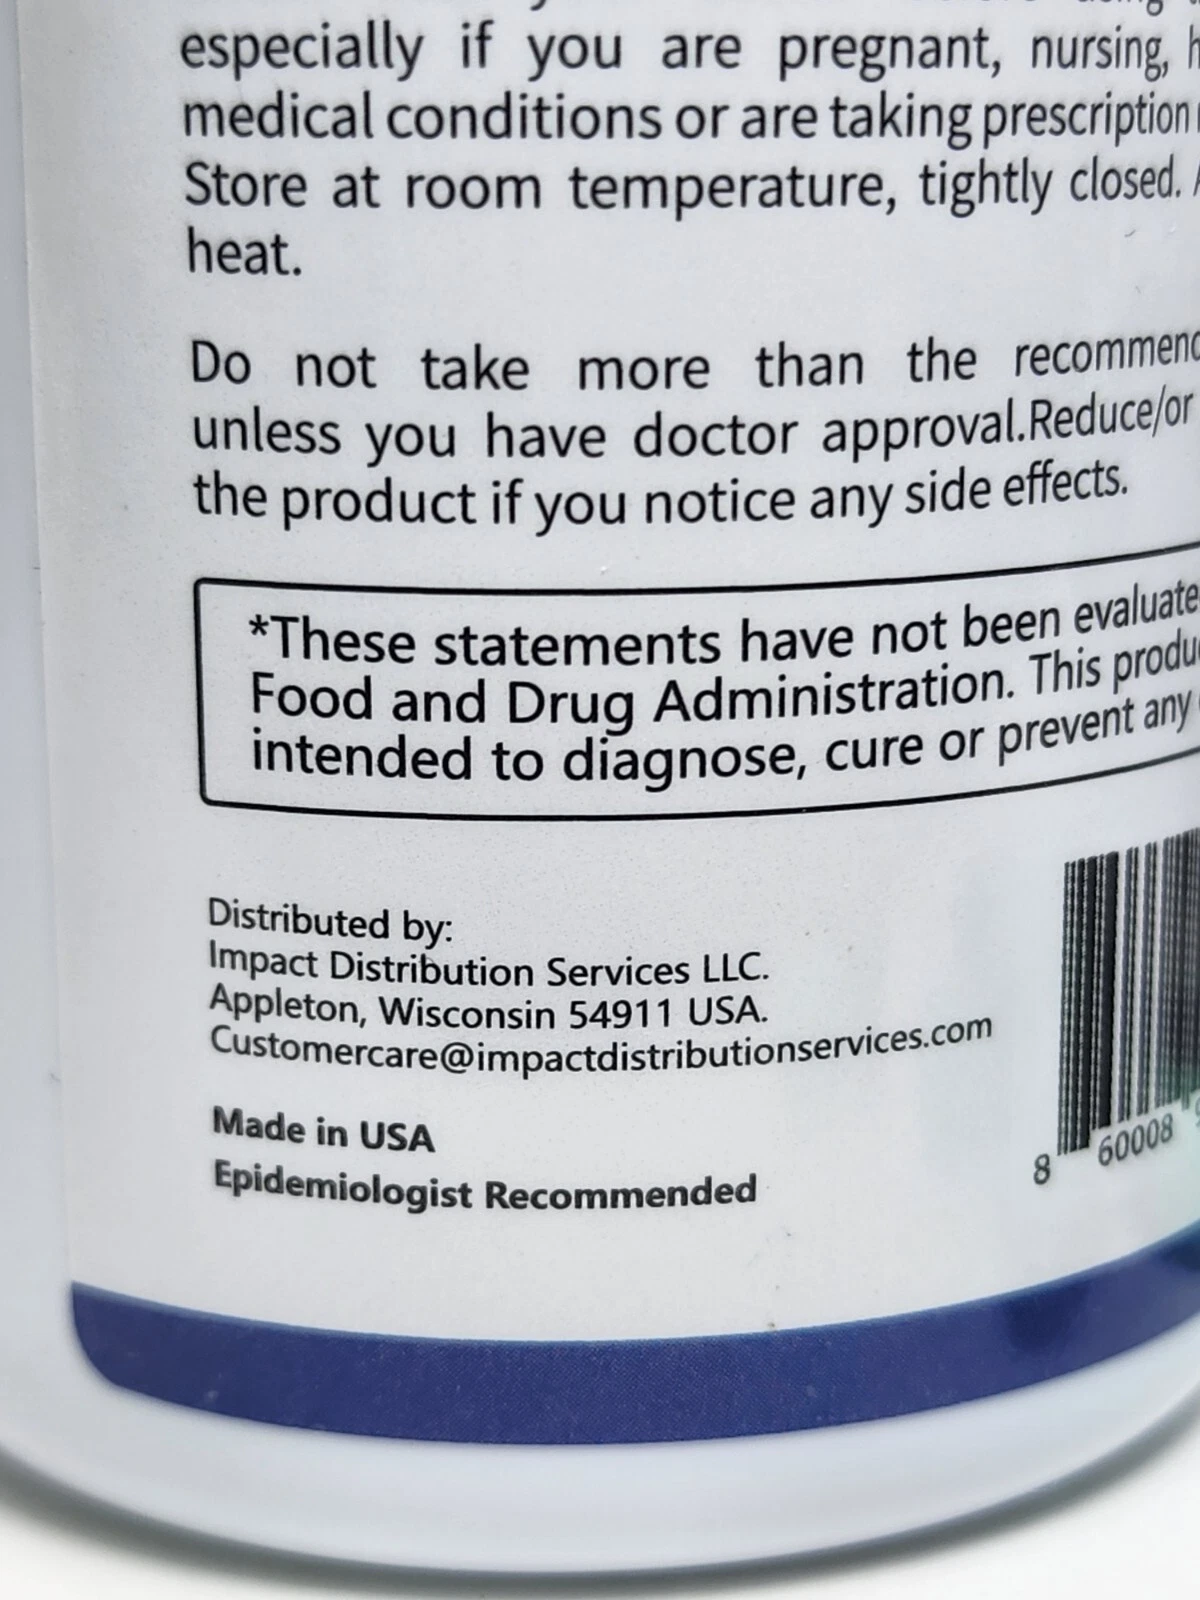 especially if you are pregnant, nursing,
medical conditions or are taking prescription
Store at room temperature, tightly closed.
heat.
Do not take more than the recommend
unless you have doctor approval.Reduce/or
the product if you notice any side effects.
*These statements have not been evaluate
Food and Drug Administration. This produ
intended to diagnose, cure or prevent any
Distributed by:
Impact Distribution Services LLC.
Appleton, Wisconsin 54911 USA.
Customercare@impactdistributionservices.com
Made in USA
Epidemiologist Recommended
8 60008